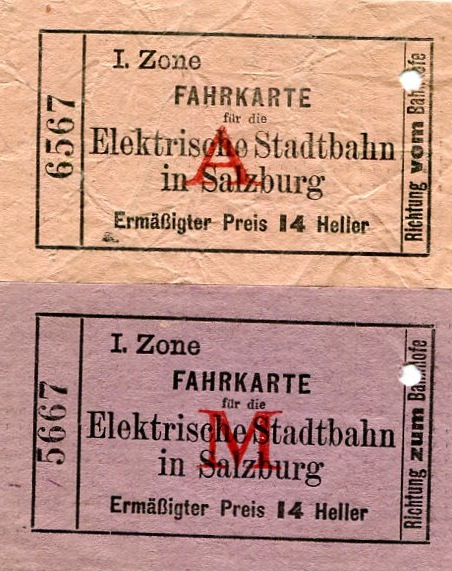 6567
I. Zone
FAHRKARTE
für die
Elektrische Stadtbahn
in Salzburg
Ermäßigter Preis 14 Heller
A
Richtung vom Bahnhofe
5667
I. Zone
FAHRKARTE
für die
Elektrische Stadtbahn
in Salzburg
Ermäßigter Preis 14 Heller
M
Richtung zum Bahnhofe